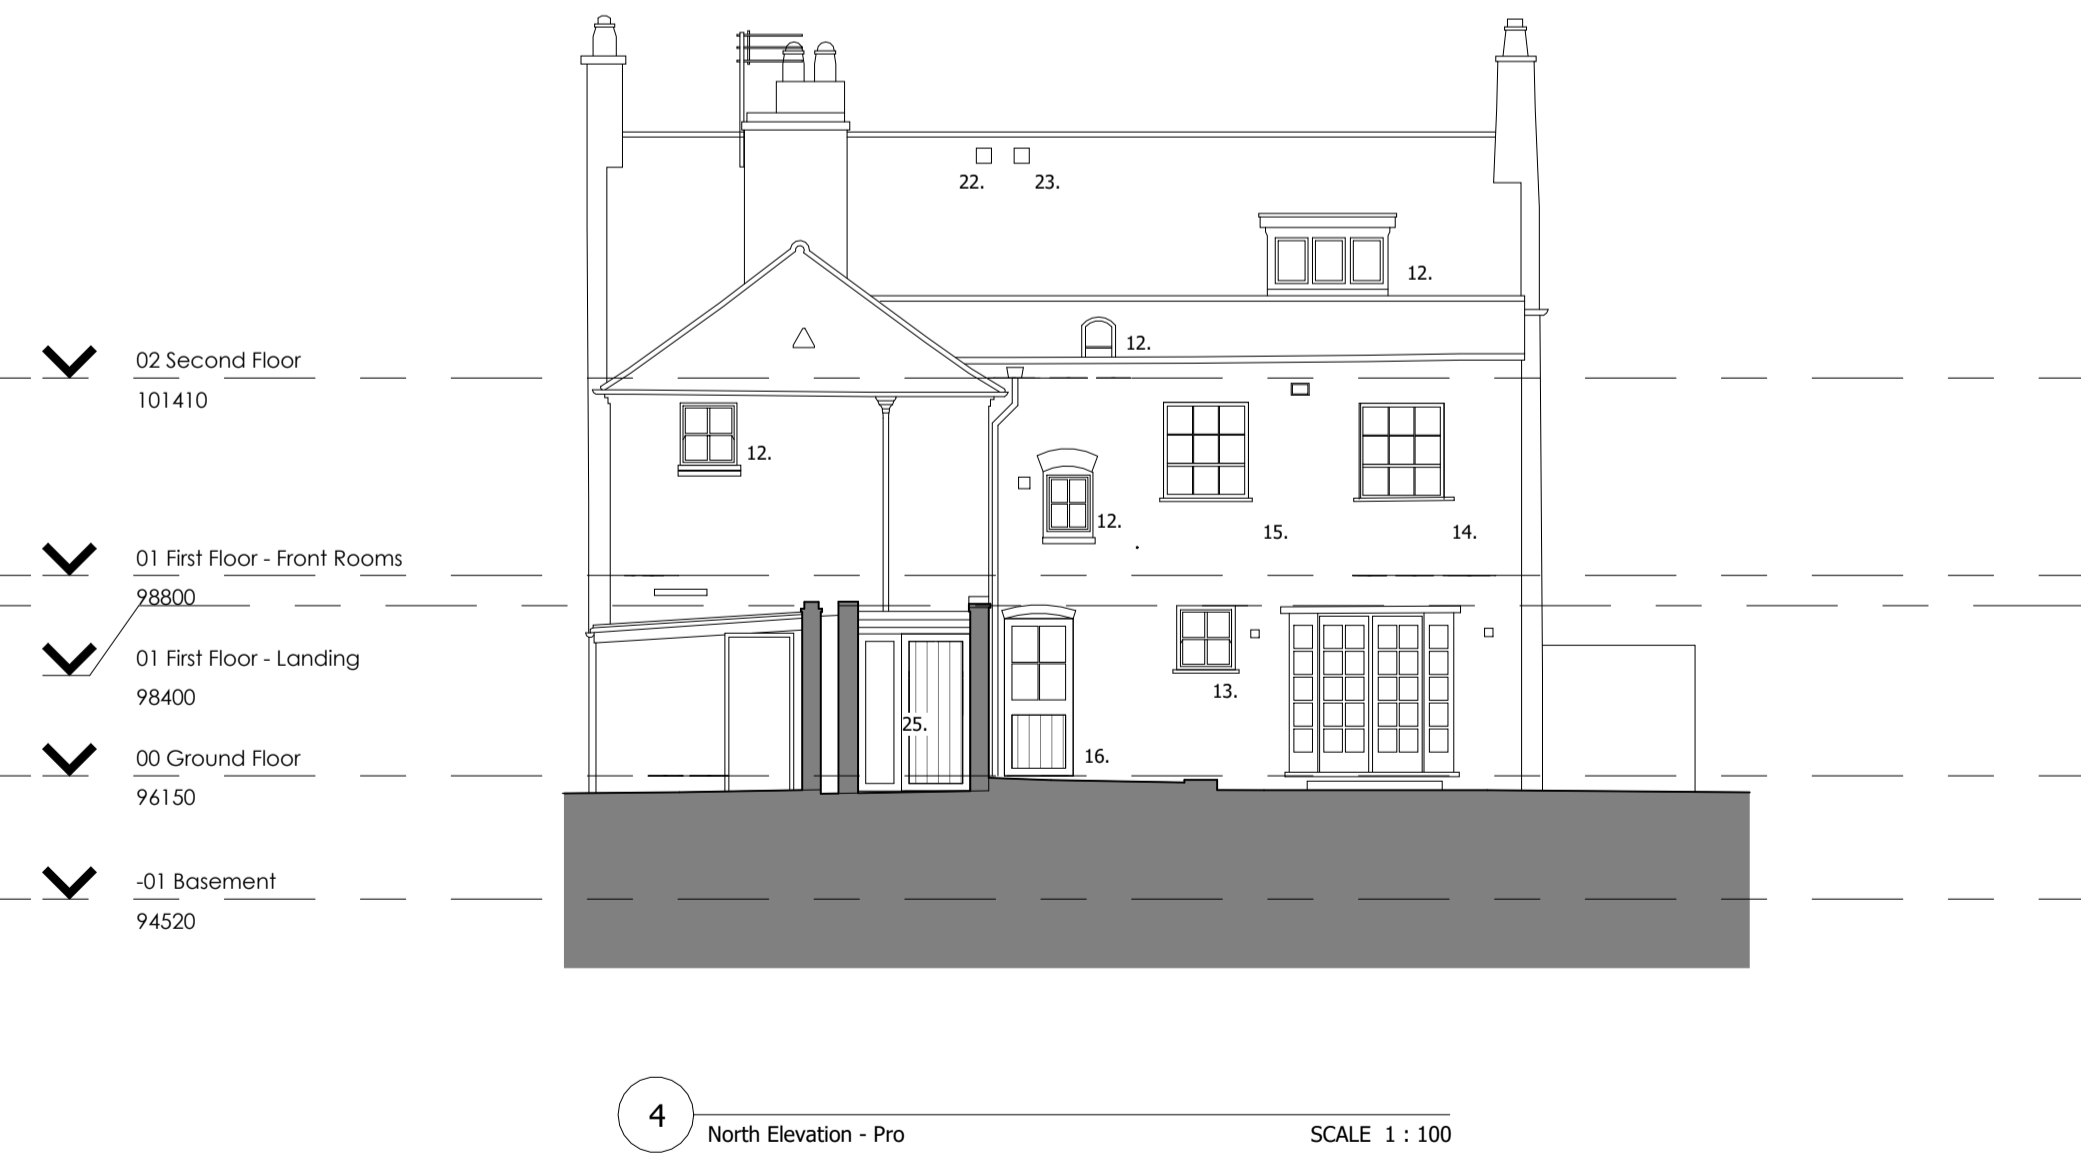 22. 23.
12.
12.
02 Second Floor
101410
12.
12.
15. 14.
01 First Floor - Front Rooms
98800
01 First Floor - Landing
98400
13.
25.
16.
00 Ground Floor
96150
-01 Basement
94520
4
North Elevation - Pro SCALE 1 : 100